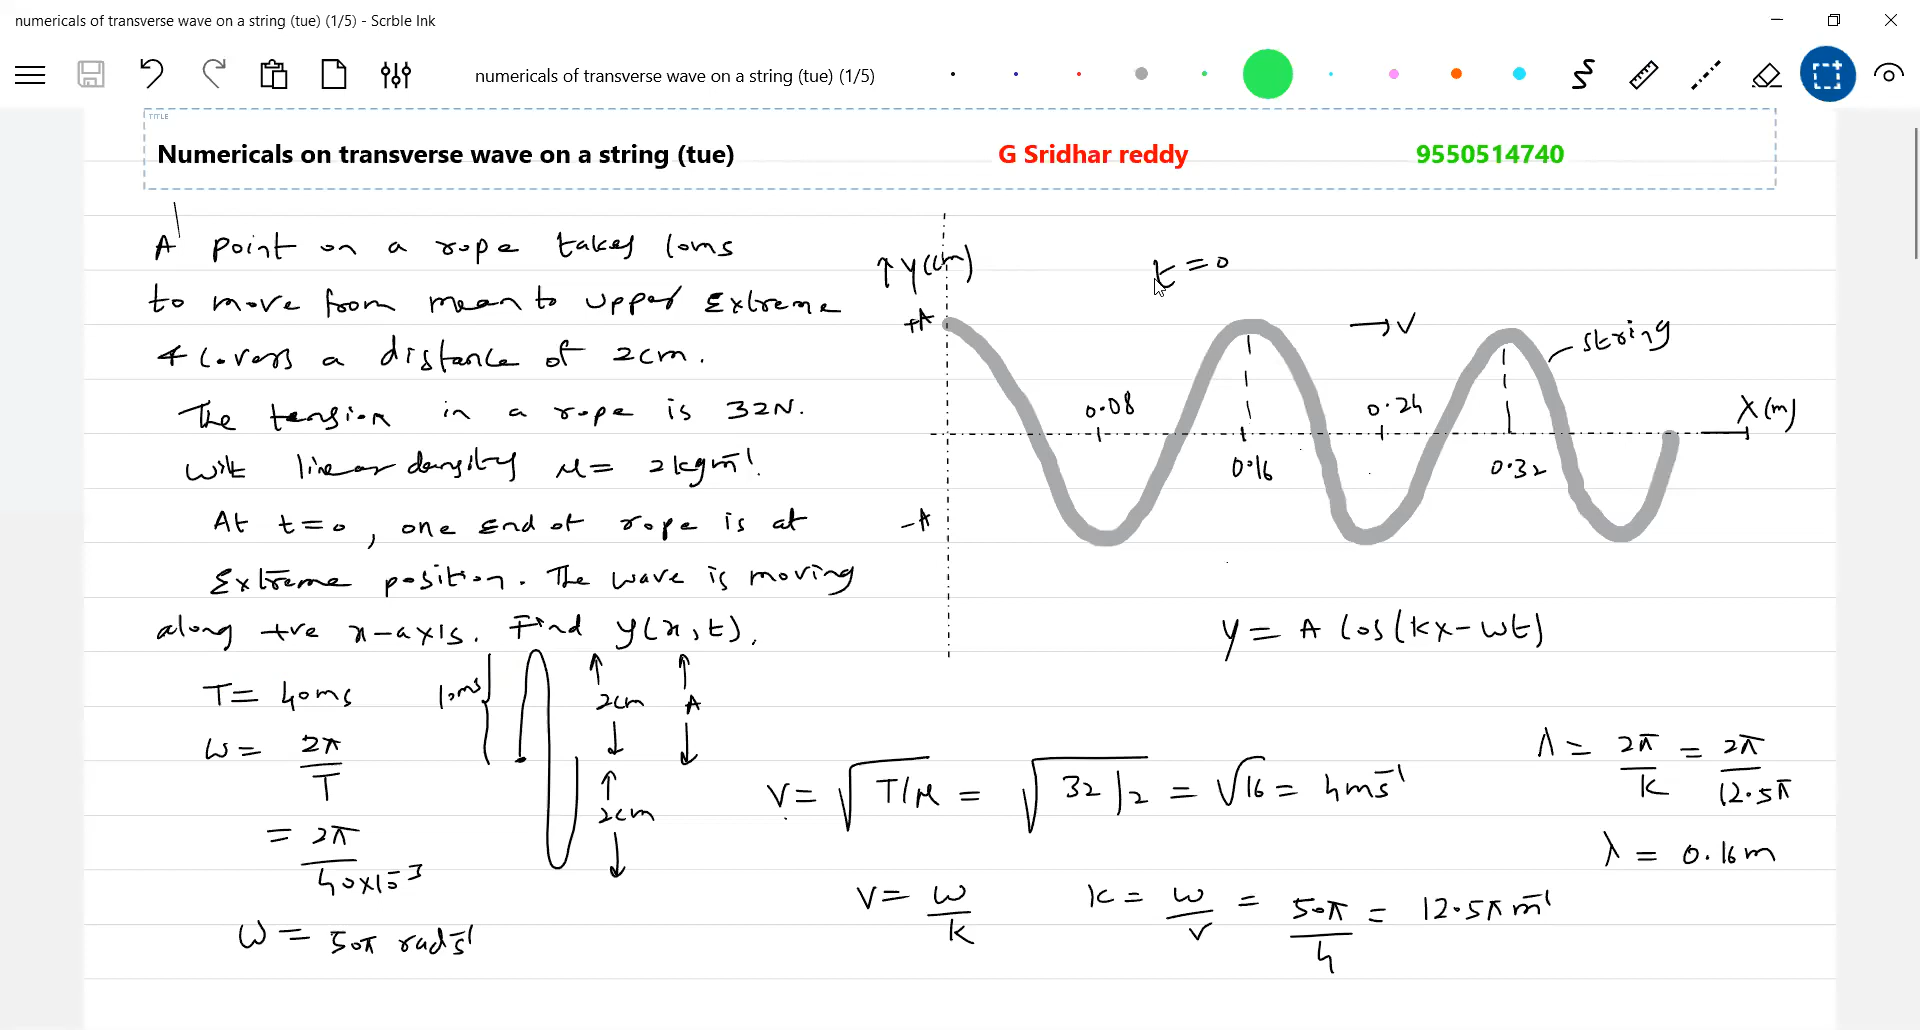 numericals of transverse wave on a string (tue) (1/5) - Scrble Ink
numericals of transverse wave on a string (tue) (1/5)
TITLE
Numericals on transverse wave on a string (tue) G Sridhar reddy 9550514740
A point on a rope takes 10ms
to move from mean to upper Extreme
& covers a distance of 2cm.
The tension in a rope is 32N.
with linear density μ = 2kgm⁻¹.
At t=0, one End of rope is at
Extreme position. The wave is moving
along +ve x-axis. Find y(x,t).
T = 40ms
ω = 2π/T
= 2π/40×10⁻³
ω = 50π rads⁻¹
10ms
2cm A
2cm
↑ y(cm)
t=0
+A
→ V
string
0.08 0.24 X(m)
0.16 0.32
-A
y = A cos(kx-ωt)
V = √T/μ = √32/2 = √16 = 4ms⁻¹
V = ω/k k = ω/v = 50π/4 = 12.5π m⁻¹
λ = 2π/k = 2π/12.5π
λ = 0.16m